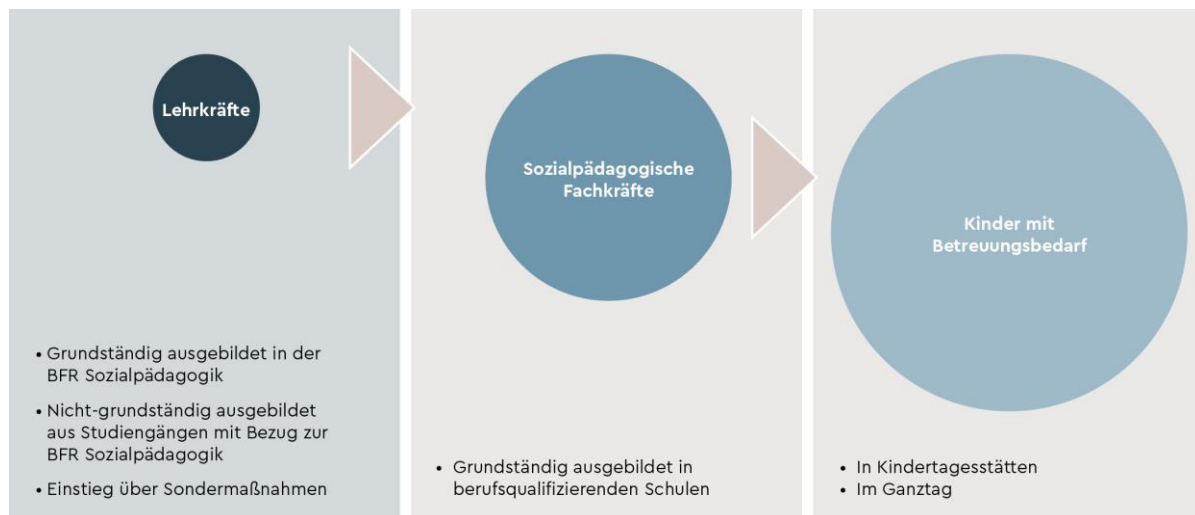 Lehrkräfte
• Grundständig ausgebildet in der
BFR Sozialpädagogik
• Nicht-grundständig ausgebildet
aus Studiengängen mit Bezug zur
BFR Sozialpädagogik
• Einstieg über Sondermaßnahmen
Sozialpädagogische
Fachkräfte
• Grundständig ausgebildet in
berufsqualifizierenden Schulen
Kinder mit
Betreuungsbedarf
• In Kindertagesstätten
• Im Ganztag